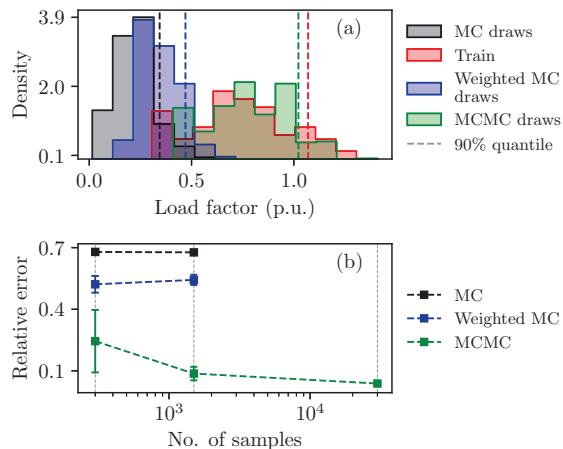 3.9
2.0
0.1
Density
(a)
0.0
0.5
1.0
Load factor (p.u.)
MC draws
Train
Weighted MC
draws
MCMC draws
90% quantile
0.7
0.4
0.1
Relative error
(b)
10³
10⁴
No. of samples
MC
Weighted MC
MCMC